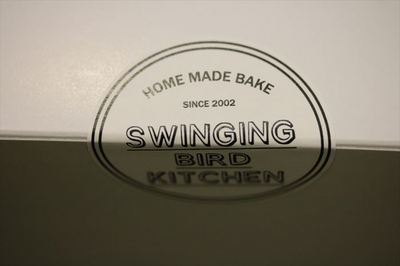 HOME MADE BAKE
SINCE 2002
SWINGING
BIRD
KITCHEN